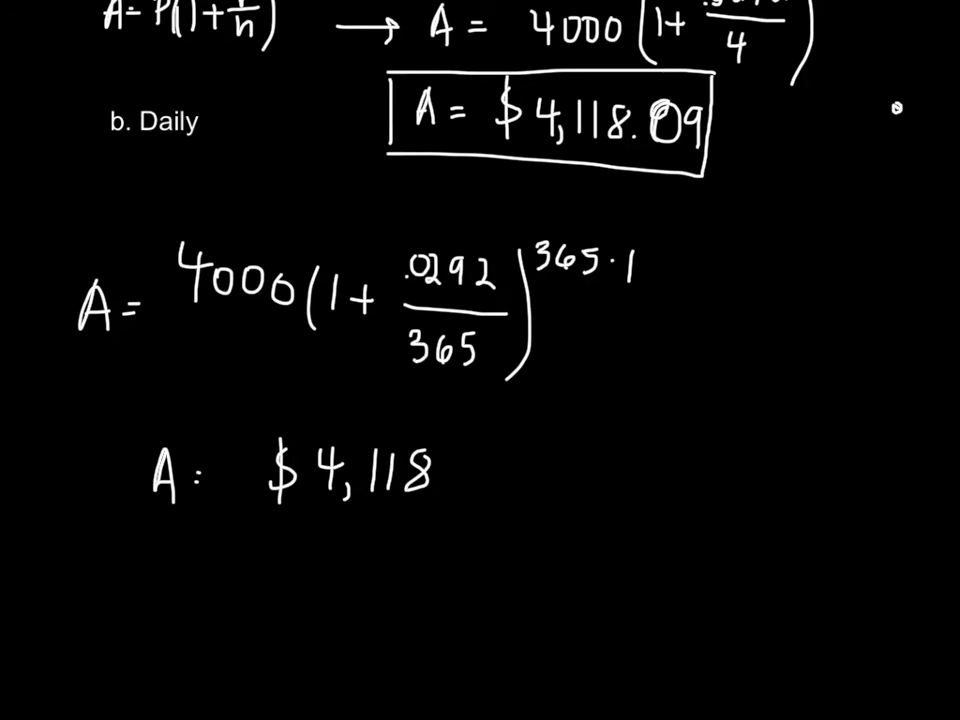 A = P(1 + r/n) → A = 4000 (1 + /4)
A = $4,118.09
b. Daily
A = 4000(1 + .0292/365)^365·1
A = $4,118